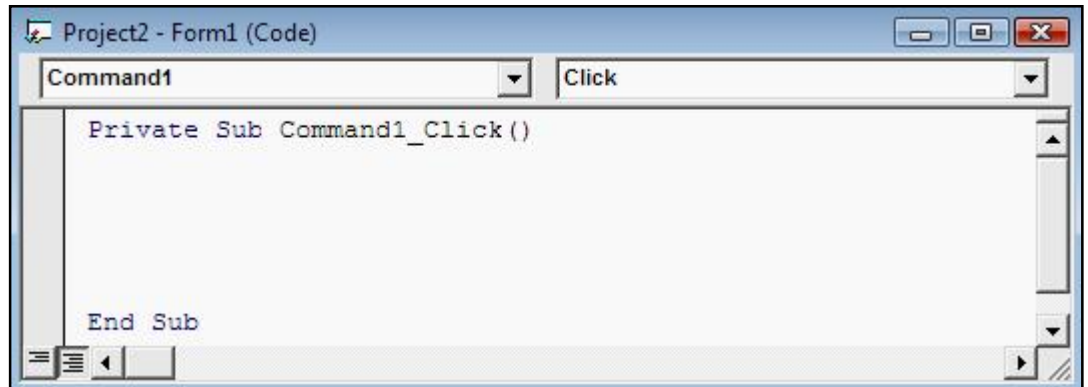 Project2 - Form1 (Code)
Command1 Click
Private Sub Command1_Click()
End Sub